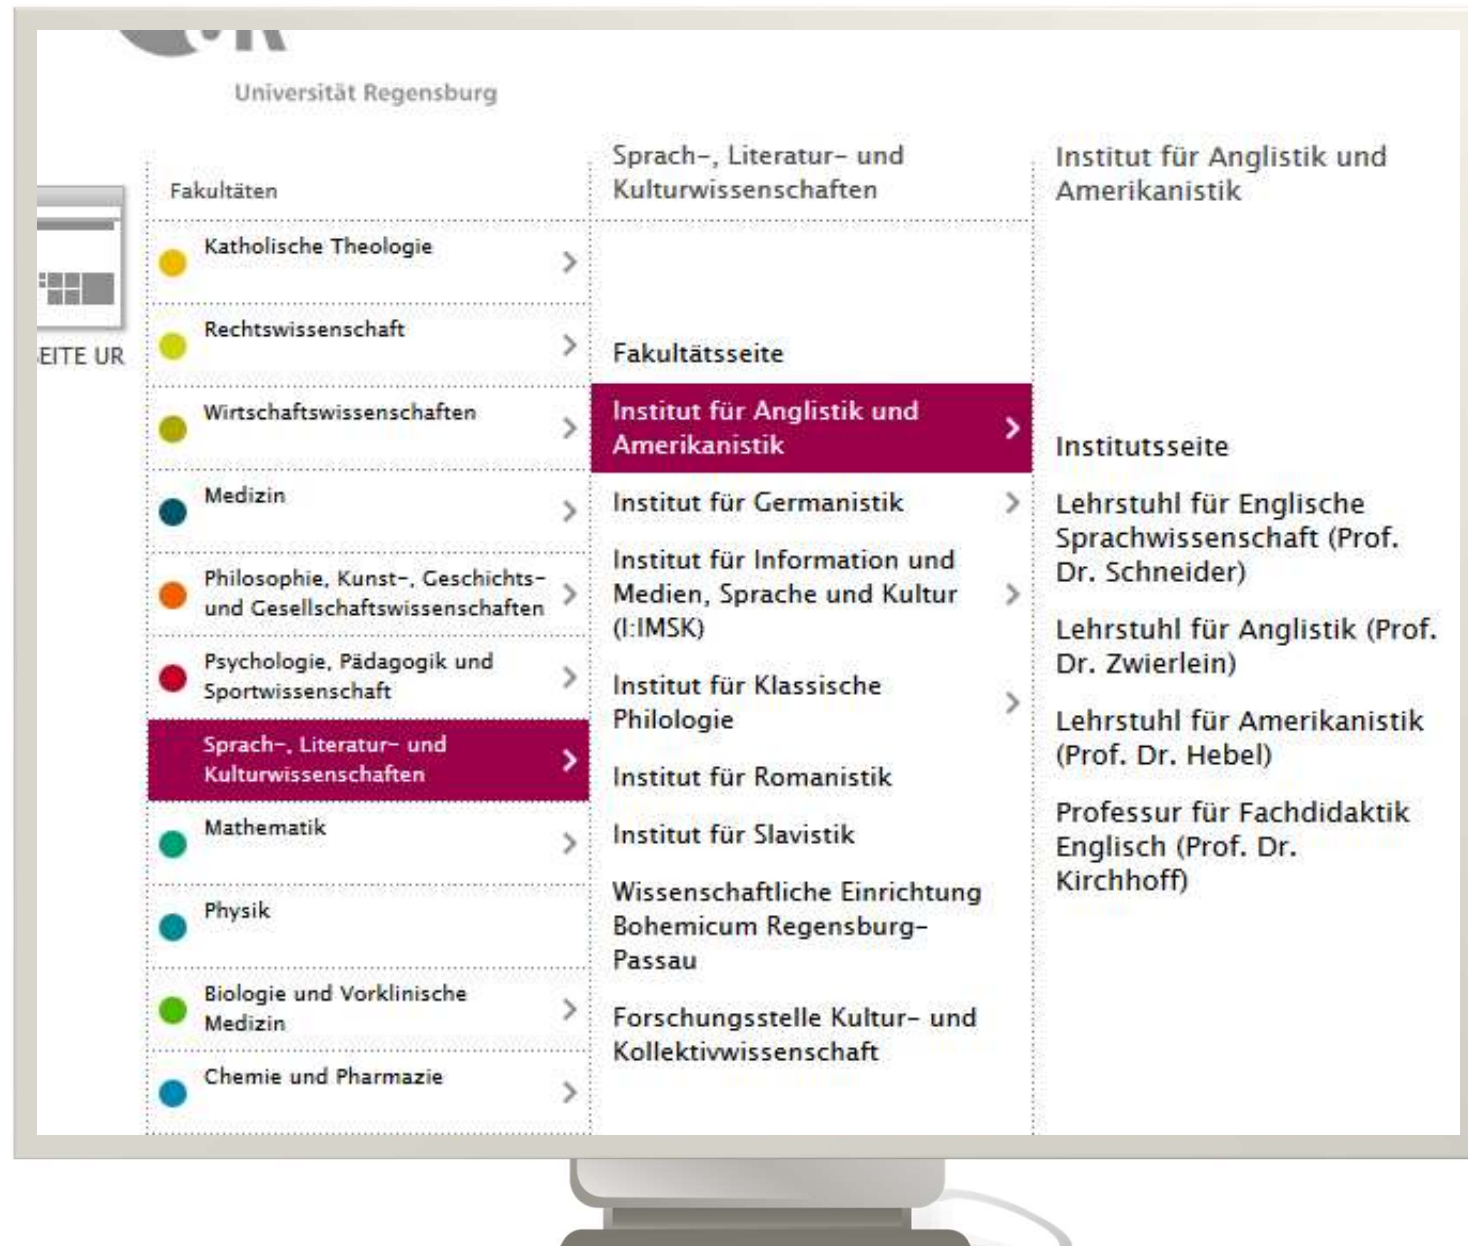 Universität Regensburg
Fakultäten
Sprach-, Literatur- und
Kulturwissenschaften
Institut für Anglistik und
Amerikanistik
EITE UR
Katholische Theologie
Rechtswissenschaft
Wirtschaftswissenschaften
Medizin
Philosophie, Kunst-, Geschichts-
und Gesellschaftswissenschaften
Psychologie, Pädagogik und
Sportwissenschaft
Sprach-, Literatur- und
Kulturwissenschaften
Mathematik
Physik
Biologie und Vorklinische
Medizin
Chemie und Pharmazie
Fakultätsseite
Institut für Anglistik und
Amerikanistik
Institut für Germanistik
Institut für Information und
Medien, Sprache und Kultur
(I:IMSK)
Institut für Klassische
Philologie
Institut für Romanistik
Institut für Slavistik
Wissenschaftliche Einrichtung
Bohemicum Regensburg-
Passau
Forschungsstelle Kultur- und
Kollektivwissenschaft
Institutsseite
Lehrstuhl für Englische
Sprachwissenschaft (Prof.
Dr. Schneider)
Lehrstuhl für Anglistik (Prof.
Dr. Zwierlein)
Lehrstuhl für Amerikanistik
(Prof. Dr. Hebel)
Professur für Fachdidaktik
Englisch (Prof. Dr.
Kirchhoff)